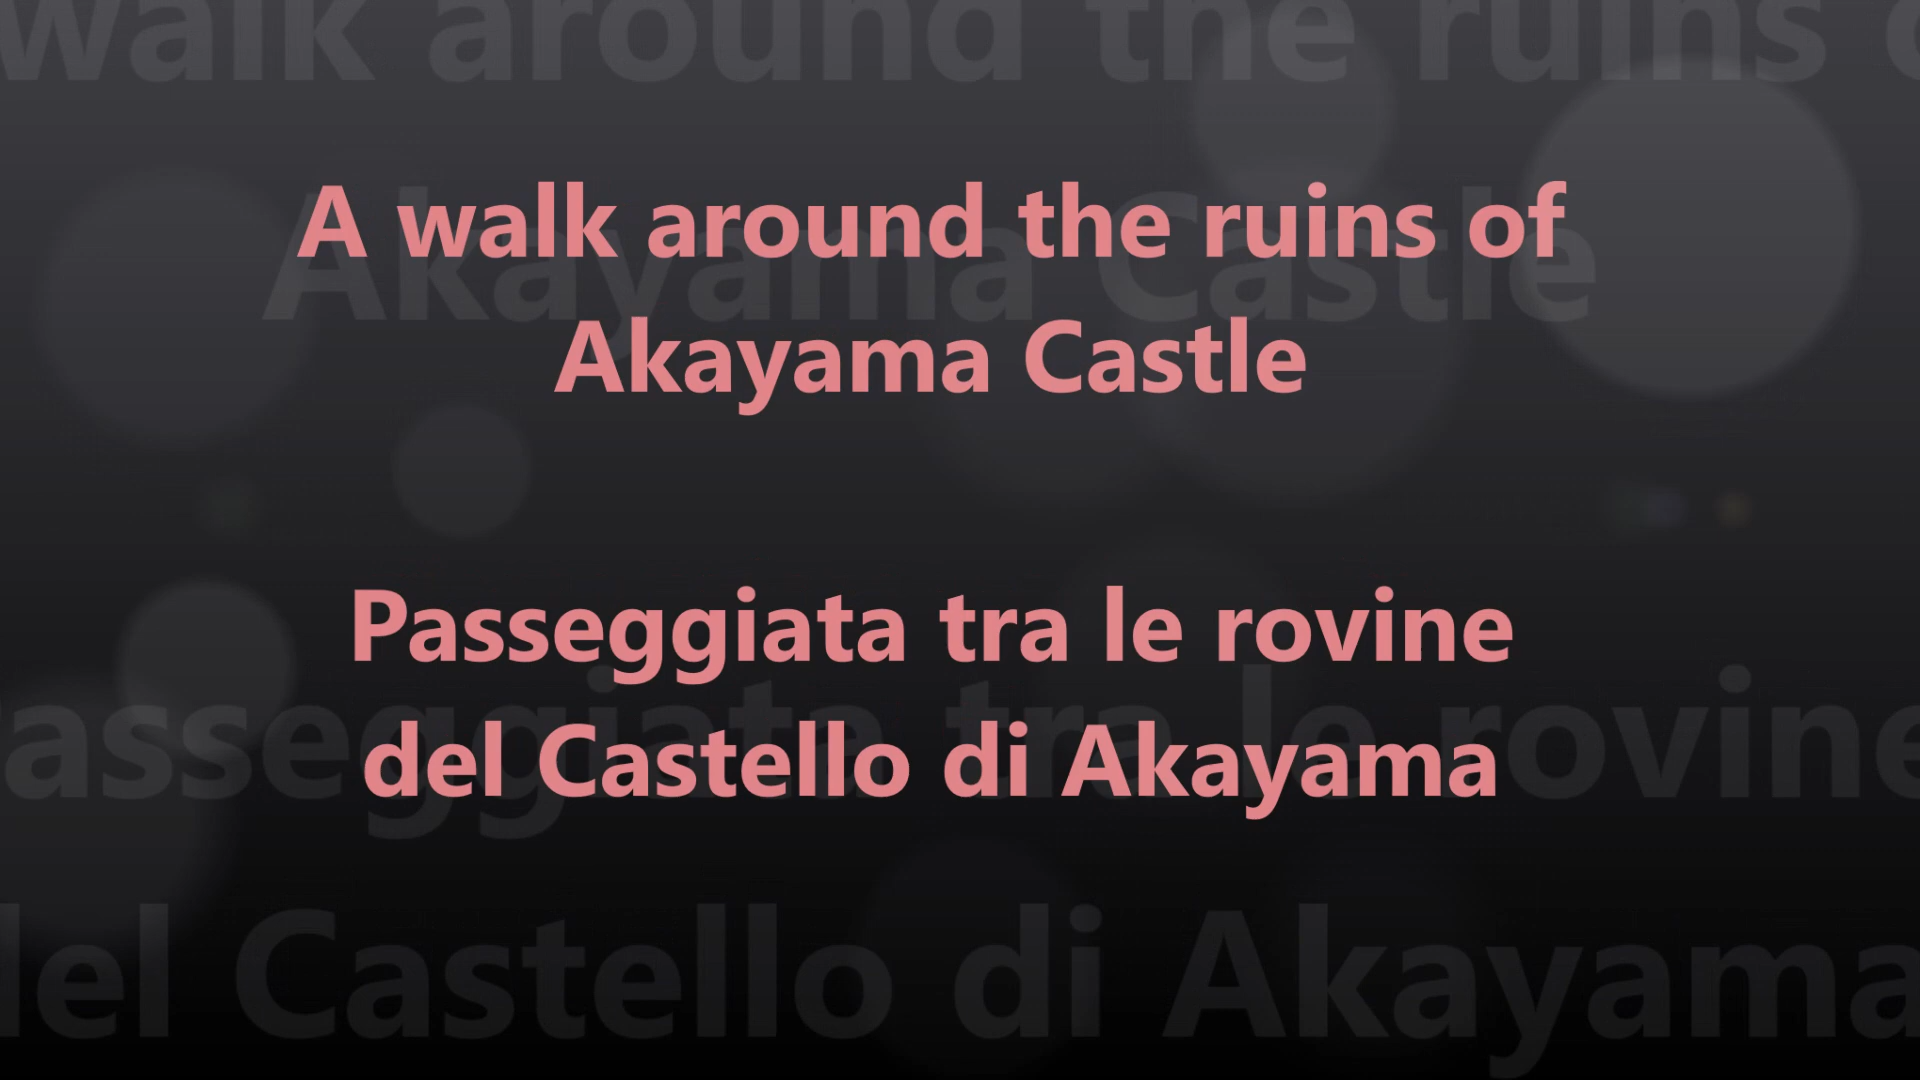 A walk around the ruins of
Akayama Castle
Passeggiata tra le rovine
del Castello di Akayama